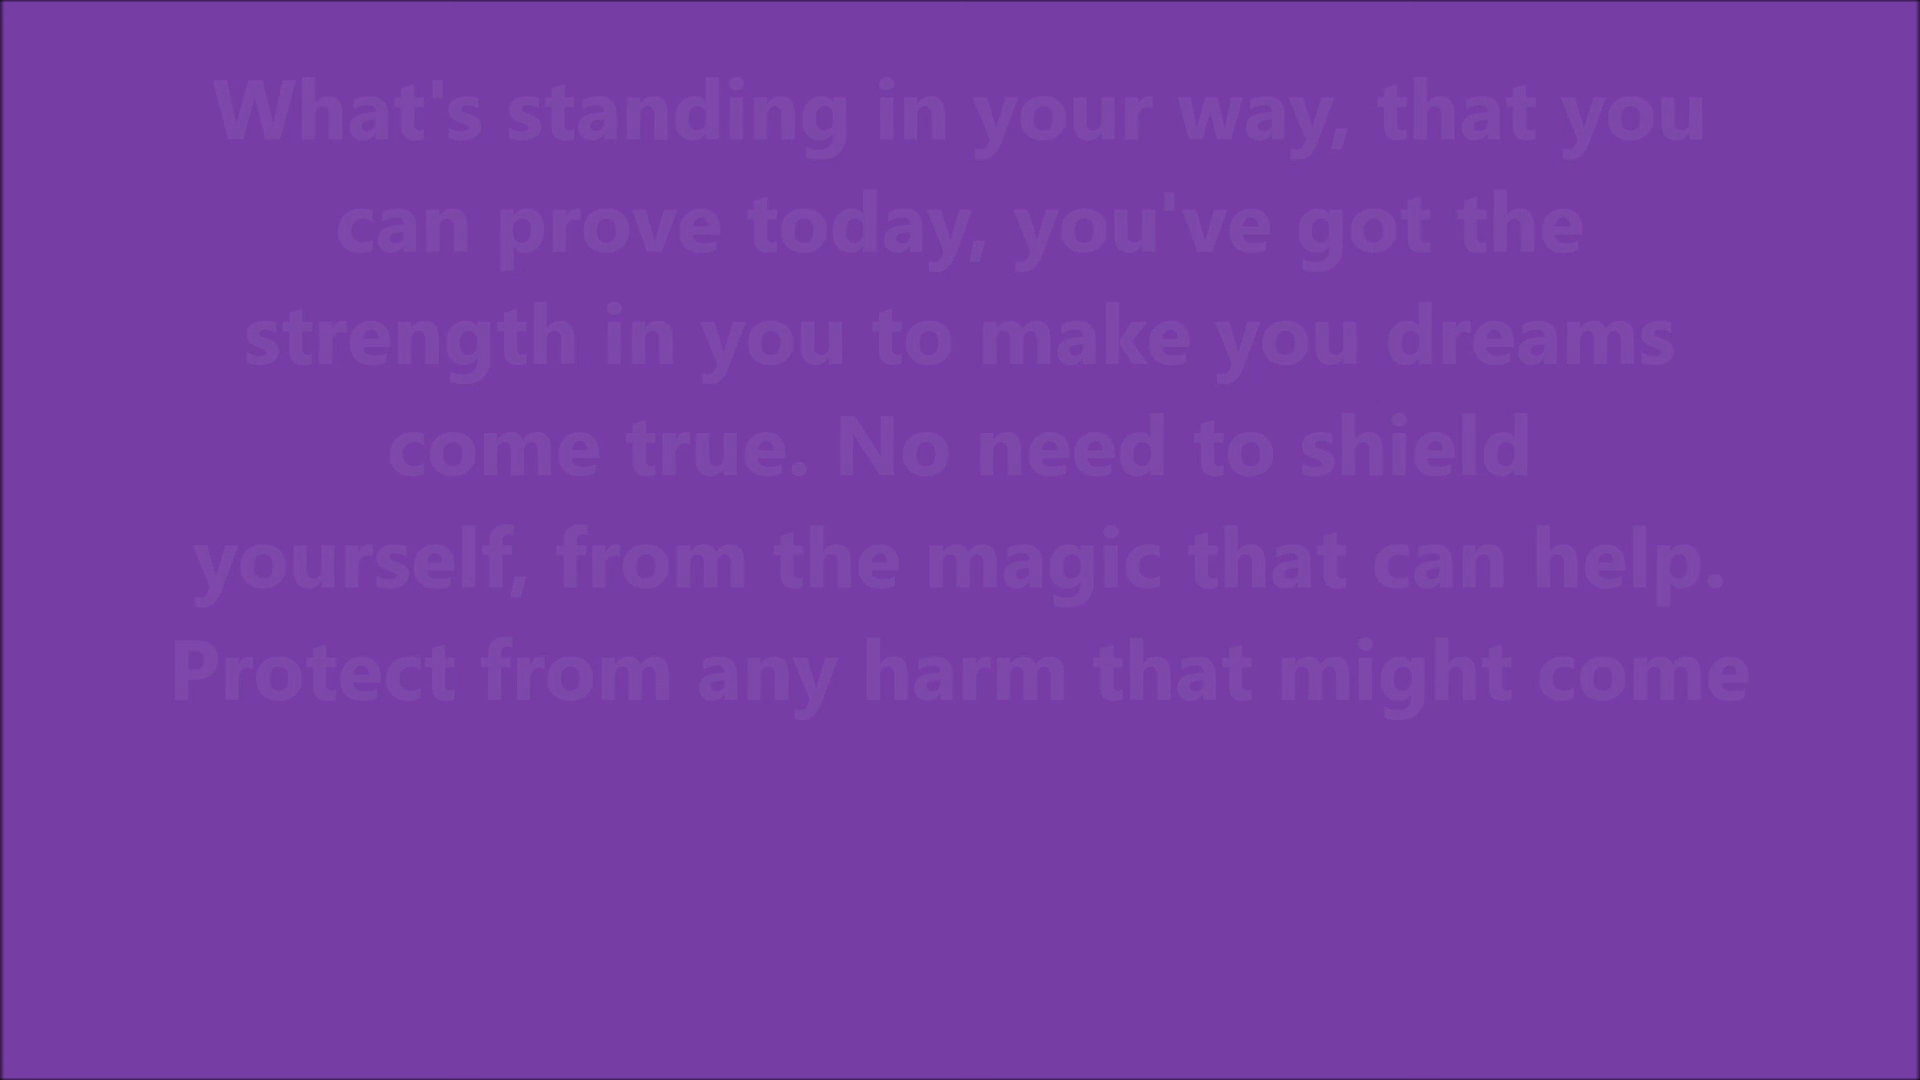 What's standing in your way, that you
can prove today, you've got the
strength in you to make you dreams
come true. No need to shield
yourself, from the magic that can help.
Protect from any harm that might come